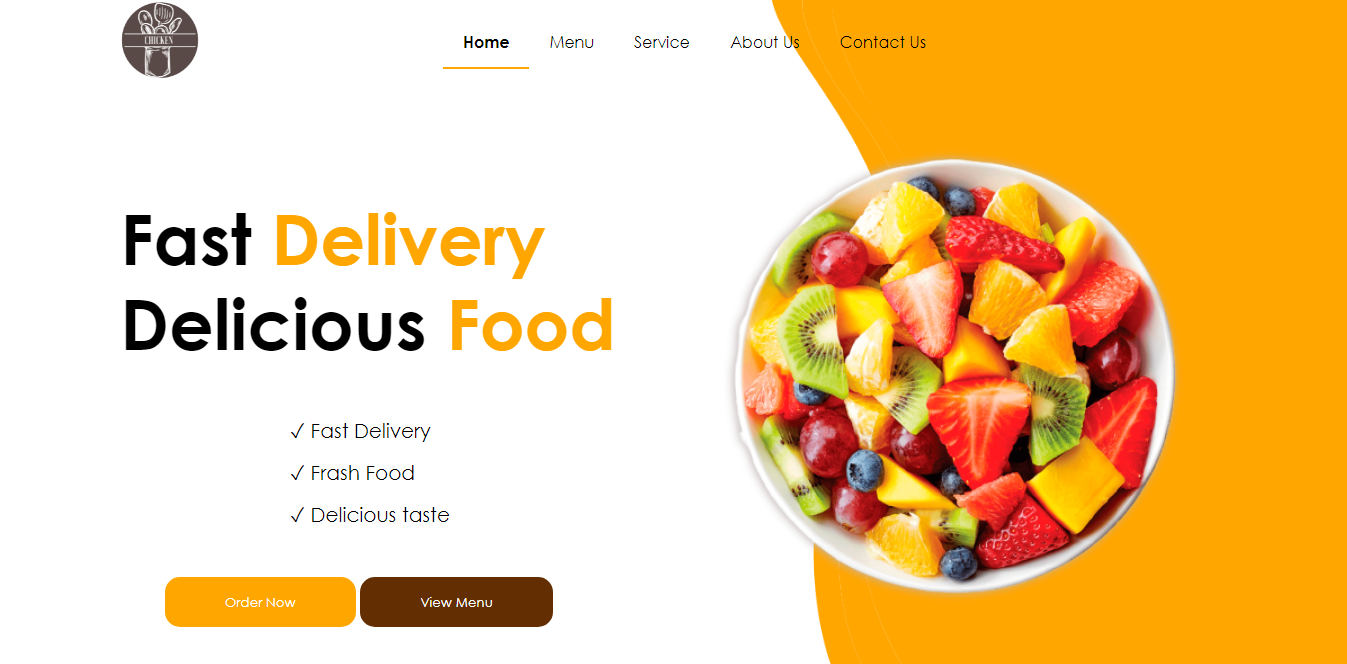 CHICKEN
Home Menu Service About Us Contact Us
Fast Delivery
Delicious Food
✓ Fast Delivery
✓ Frash Food
✓ Delicious taste
Order Now View Menu